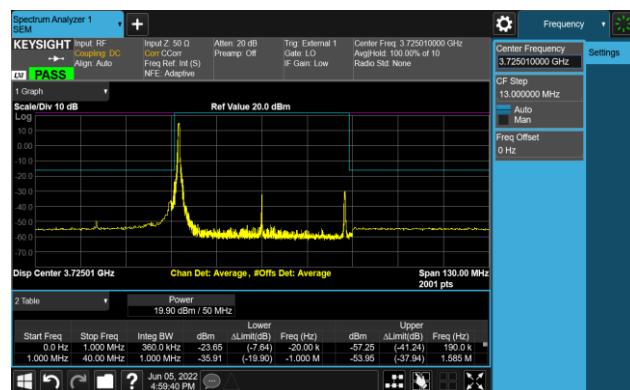 Spectrum Analyzer 1
SEM
Frequency
KEYSIGHT Input: RF Input Z: 50 Ω Atten: 20 dB Trig: External 1 Center Freq: 3.725010000 GHz
Coupling: DC Corr CCorr Preamp: Off Gate: LO Avg|Hold: 100.00% of 10
Align: Auto Freq Ref: Int (S) IF Gain: Low Radio Std: None
NFE: Adaptive
LXI PASS
Center Frequency
3.725010000 GHz
Settings
CF Step
13.000000 MHz
Auto
Man
Freq Offset
0 Hz
1 Graph
Scale/Div 10 dB Ref Value 20.0 dBm
Log
10.0
0.00
-10.0
-20.0
-30.0
-40.0
-50.0
-60.0
-70.0
Disp Center 3.72501 GHz Chan Det: Average, #Offs Det: Average Span 130.00 MHz
2001 pts
2 Table
Power
19.90 dBm / 50 MHz
Lower Upper
Start Freq Stop Freq Integ BW dBm ΔLimit(dB) Freq (Hz) dBm ΔLimit(dB) Freq (Hz)
0.0 Hz 1.000 MHz 360.0 kHz -23.65 (-7.64) -20.00 k -57.25 (-41.24) 190.0 k
1.000 MHz 40.00 MHz 1.000 MHz -35.91 (-19.90) -1.000 M -53.95 (-37.94) 1.585 M
Jun 05, 2022
4:59:40 PM